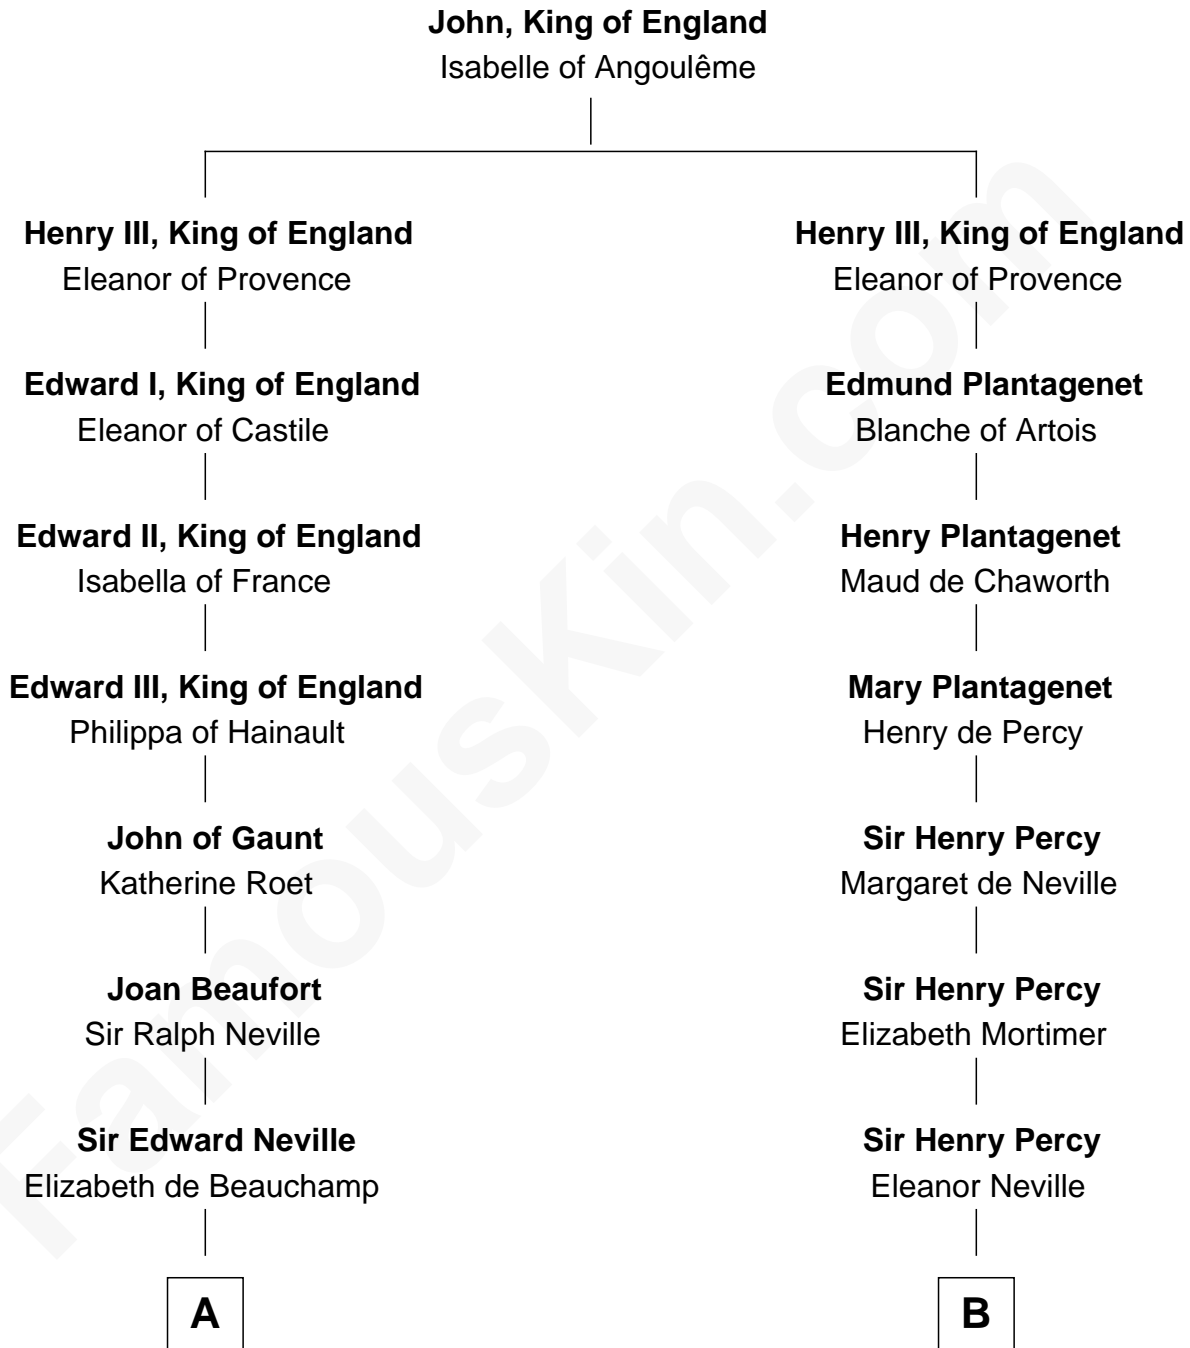 John, King of England
Isabelle of Angoulême
Henry III, King of England
Eleanor of Provence
Edward I, King of England
Eleanor of Castile
Edward II, King of England
Isabella of France
Edward III, King of England
Philippa of Hainault
John of Gaunt
Katherine Roet
Joan Beaufort
Sir Ralph Neville
Sir Edward Neville
Elizabeth de Beauchamp
A
Henry III, King of England
Eleanor of Provence
Edmund Plantagenet
Blanche of Artois
Henry Plantagenet
Maud de Chaworth
Mary Plantagenet
Henry de Percy
Sir Henry Percy
Margaret de Neville
Sir Henry Percy
Elizabeth Mortimer
Sir Henry Percy
Eleanor Neville
B
FamousKin.com